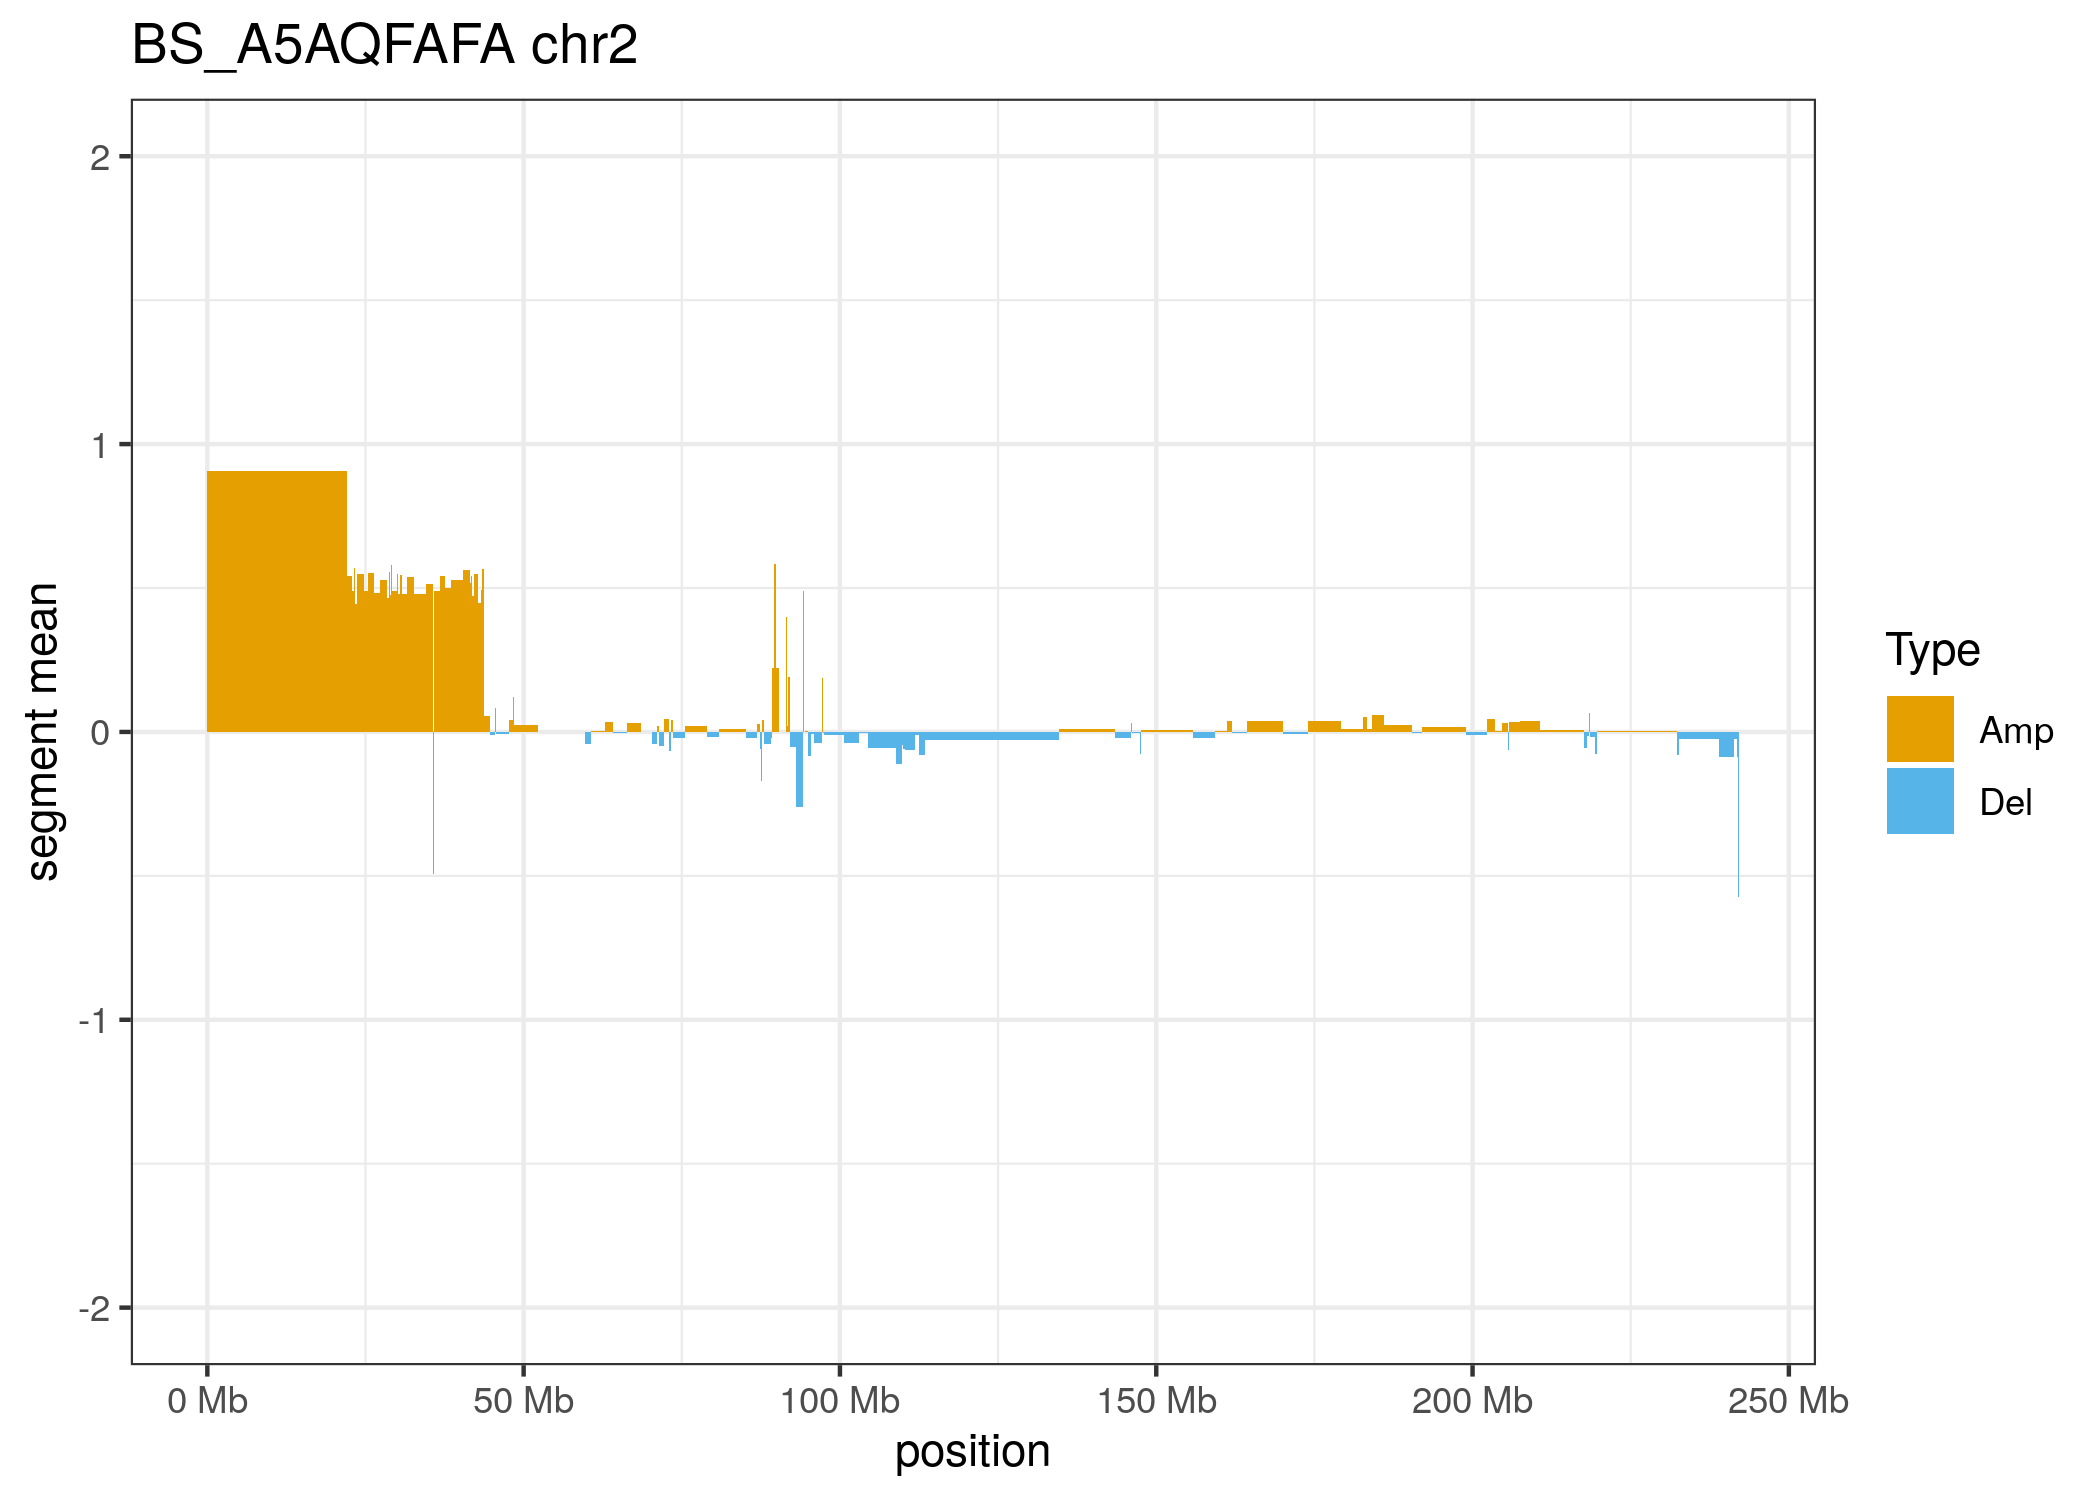 BS_A5AQFAFA chr2
segment mean
2
1
0
-1
-2
0 Mb
50 Mb
100 Mb
150 Mb
200 Mb
250 Mb
position
Type
Amp
Del